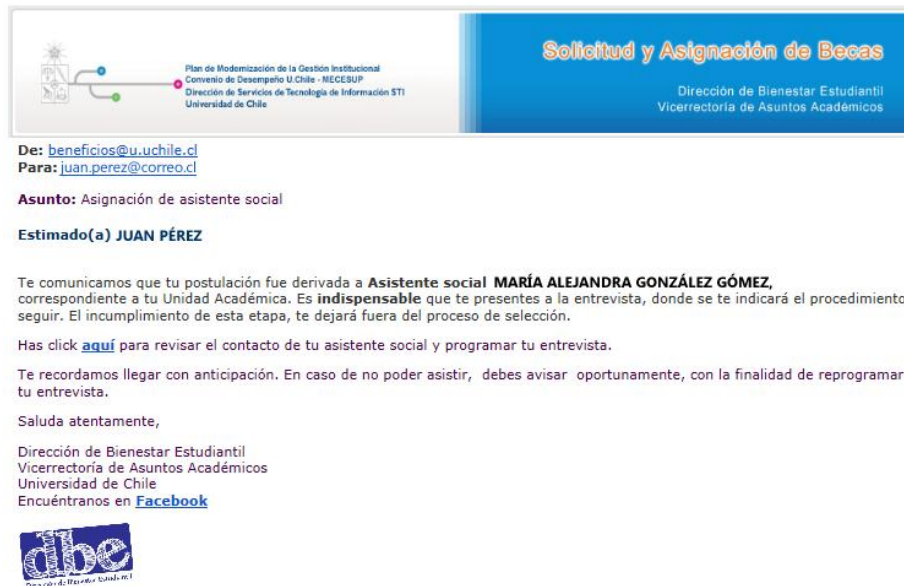 Plan de Modernización de la Gestión Institucional
Convenio de Desempeño U.Chile - MECESUP
Dirección de Servicios de Tecnología de Información STI
Universidad de Chile
Solicitud y Asignación de Becas
Dirección de Bienestar Estudiantil
Vicerrectoría de Asuntos Académicos
De: beneficios@u.uchile.cl
Para: juan.perez@correo.cl
Asunto: Asignación de asistente social
Estimado(a) JUAN PÉREZ
Te comunicamos que tu postulación fue derivada a Asistente social MARÍA ALEJANDRA GONZÁLEZ GÓMEZ,
correspondiente a tu Unidad Académica. Es indispensable que te presentes a la entrevista, donde se te indicará el procedimiento
seguir. El incumplimiento de esta etapa, te dejará fuera del proceso de selección.
Has click aquí para revisar el contacto de tu asistente social y programar tu entrevista.
Te recordamos llegar con anticipación. En caso de no poder asistir, debes avisar oportunamente, con la finalidad de reprogramar
tu entrevista.
Saluda atentamente,
Dirección de Bienestar Estudiantil
Vicerrectoría de Asuntos Académicos
Universidad de Chile
Encuéntranos en Facebook
dbe
Dirección de Bienestar Estudiantil